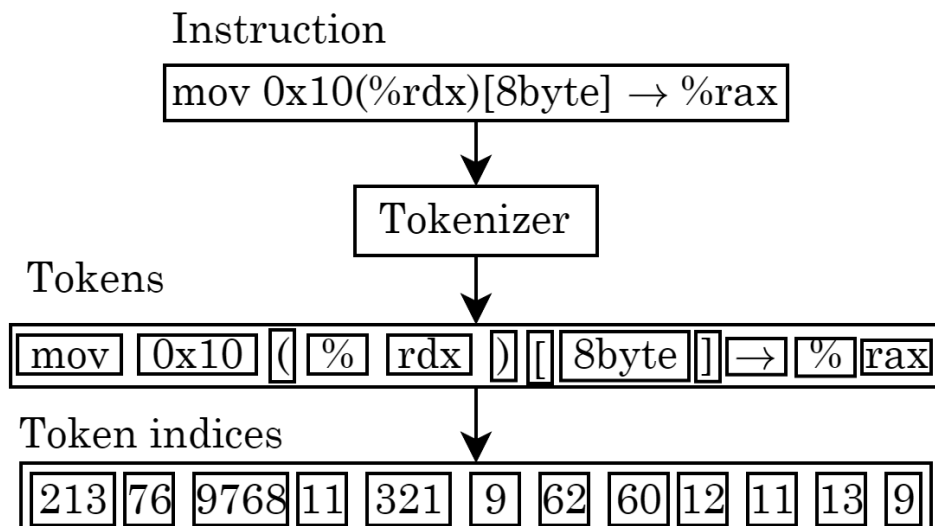 Instruction
mov 0x10(%rdx)[8byte] → %rax
Tokenizer
Tokens
mov 0x10 ( % rdx ) [ 8byte ] → % rax
Token indices
213 76 9768 11 321 9 62 60 12 11 13 9